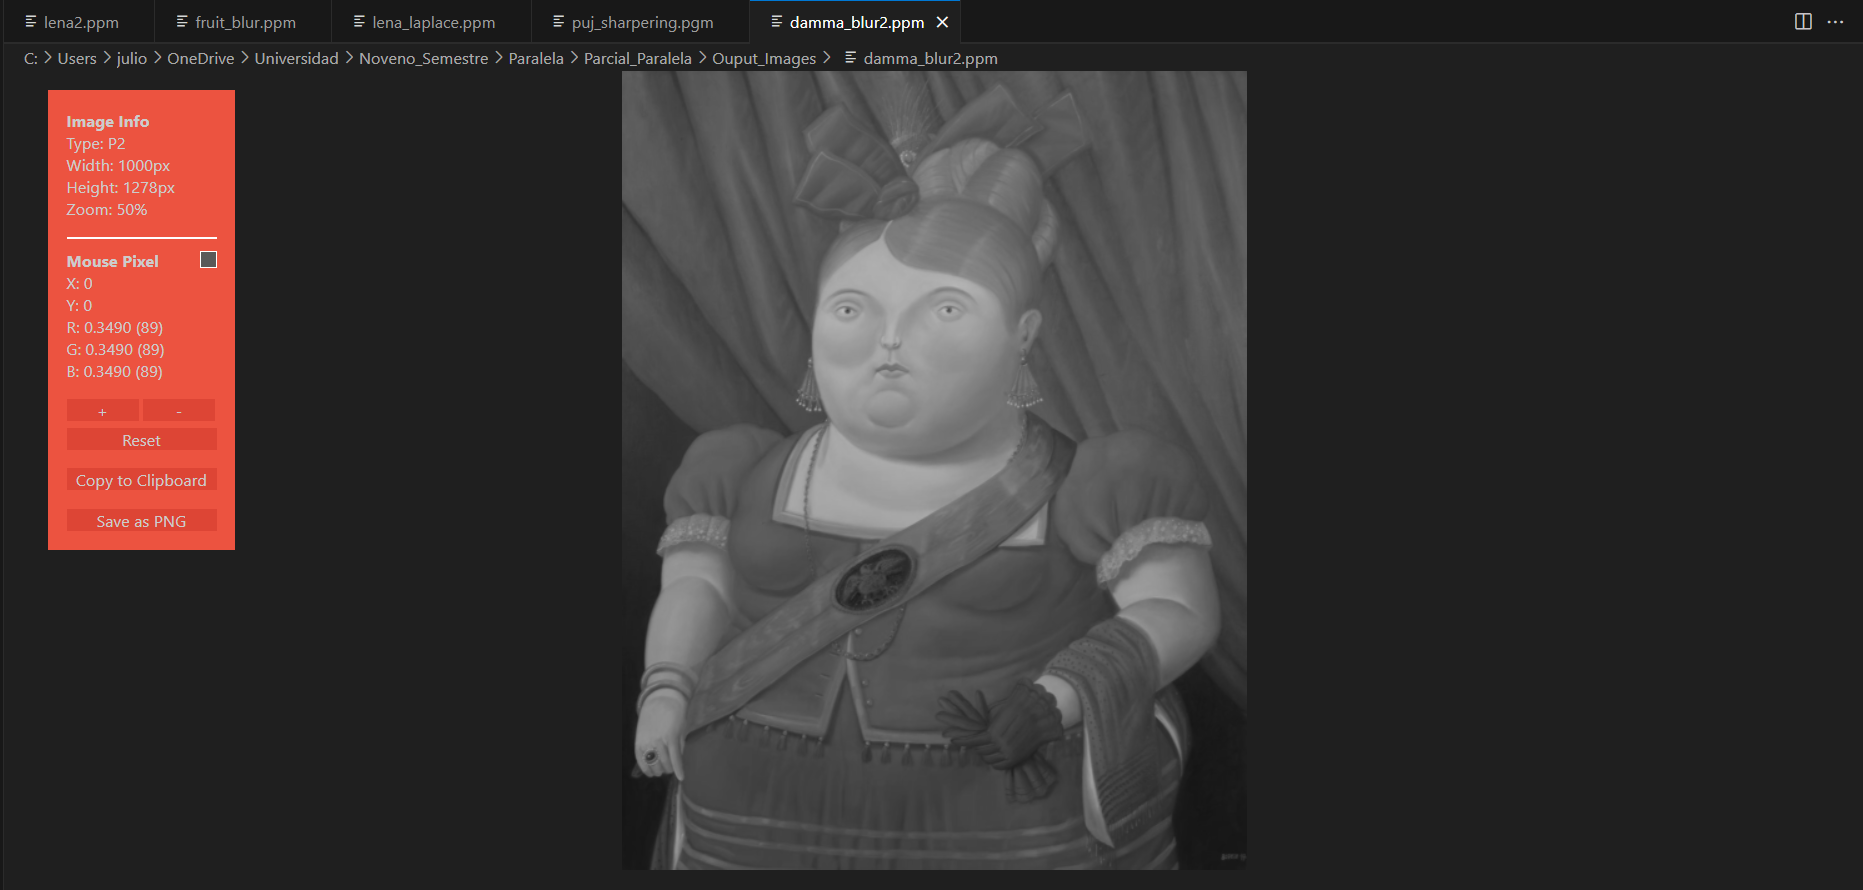 lena2.ppm fruit_blur.ppm lena_laplace.ppm puj_sharpering.pgm damma_blur2.ppm
C: > Users > julio > OneDrive > Universidad > Noveno_Semestre > Paralela > Parcial_Paralela > Ouput_Images > damma_blur2.ppm
Image Info
Type: P2
Width: 1000px
Height: 1278px
Zoom: 50%
Mouse Pixel
X: 0
Y: 0
R: 0.3490 (89)
G: 0.3490 (89)
B: 0.3490 (89)
+ -
Reset
Copy to Clipboard
Save as PNG